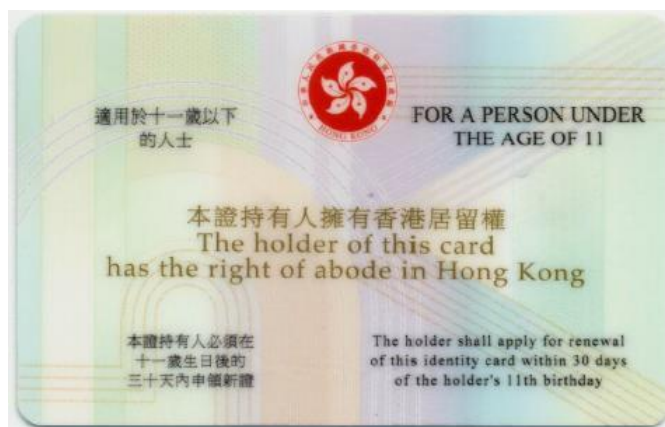 適用於十一歲以下
的人士
HONG KONG
FOR A PERSON UNDER
THE AGE OF 11
本證持有人擁有香港居留權
The holder of this card
has the right of abode in Hong Kong
本證持有人必須在
十一歲生日後的
三十天內申領新證
The holder shall apply for renewal
of this identity card within 30 days
of the holder's 11th birthday